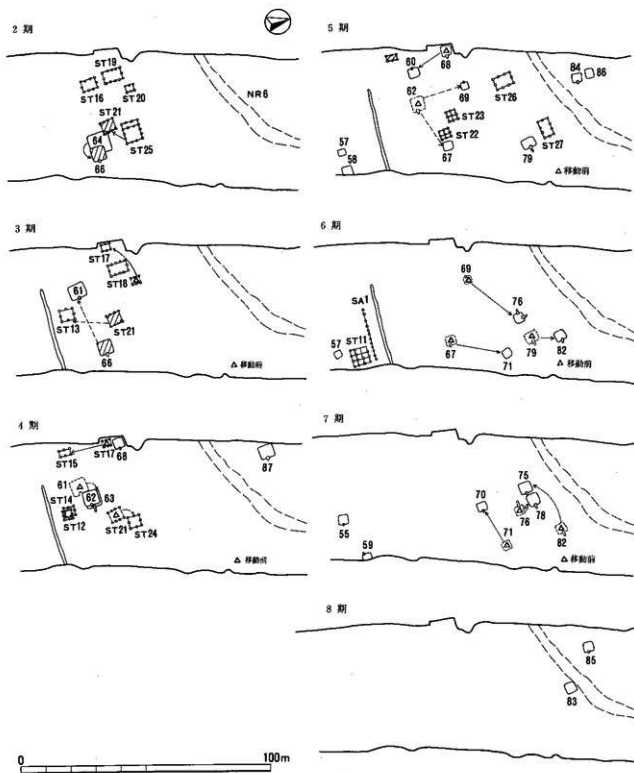 2 期
ST19
ST16
ST20
NR6
ST21
64
ST25
66
3 期
ST17
ST18
61
ST13
ST21
66
△移動前
4 期
ST17
ST15
68
87
61
62
63
ST14
ST12
ST21
ST24
△移動前
5 期
60
68
84
86
62
69
ST26
ST23
ST22
67
ST27
79
57
58
△移動前
6 期
69
76
SA1
ST11
57
67
71
79
82
△移動前
7 期
75
70
76
78
55
71
82
59
△移動前
8 期
85
83
0
100m